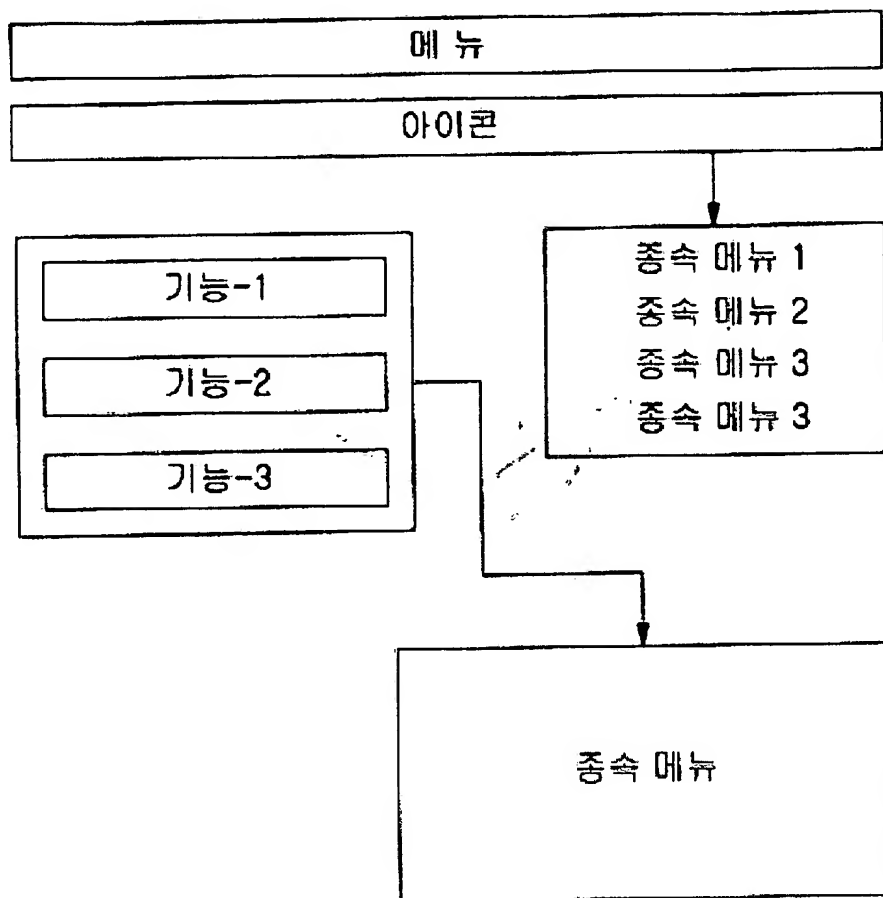 메 뉴
아이콘
기능-1
기능-2
기능-3
종속 메뉴 1
종속 메뉴 2
종속 메뉴 3
종속 메뉴 3
종속 메뉴